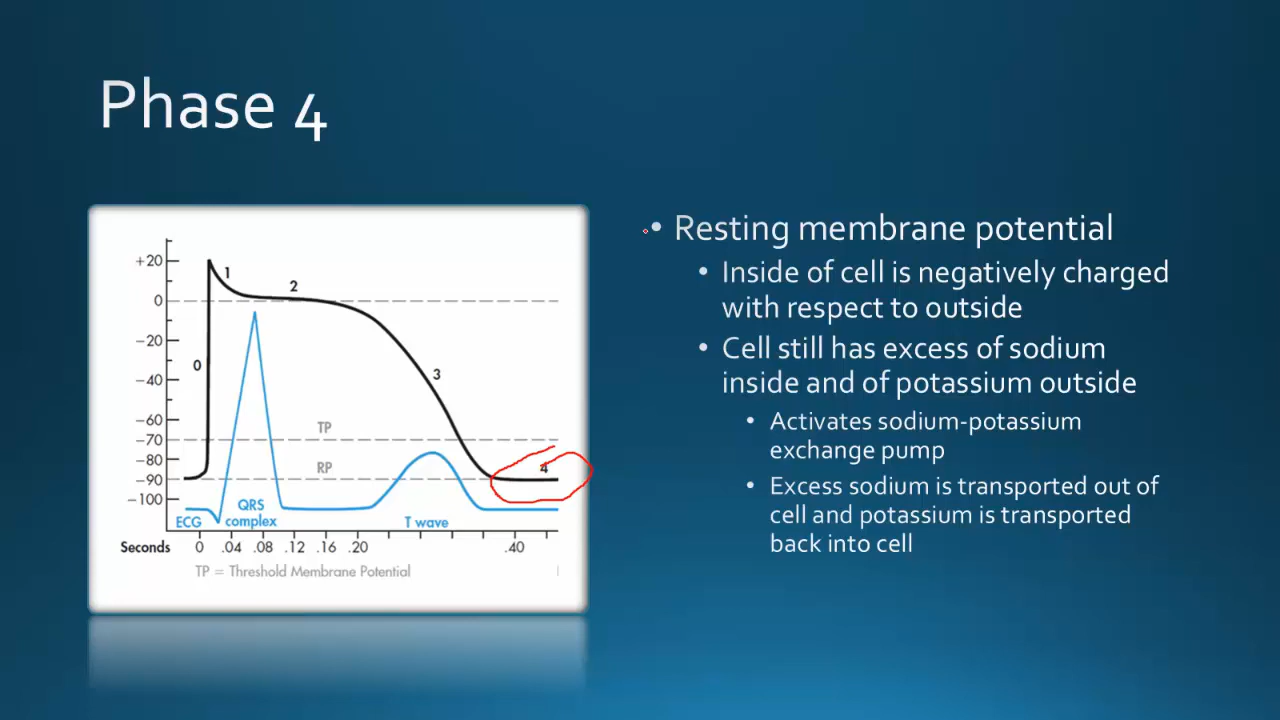 Phase 4
+20
0
−20
−40
−60
−70
−80
−90
−100
0
1
2
3
4
TP
RP
ECG
QRS
complex
T wave
Seconds 0 .04 .08 .12 .16 .20 .40
TP = Threshold Membrane Potential
• Resting membrane potential
• Inside of cell is negatively charged
with respect to outside
• Cell still has excess of sodium
inside and of potassium outside
• Activates sodium-potassium
exchange pump
• Excess sodium is transported out of
cell and potassium is transported
back into cell